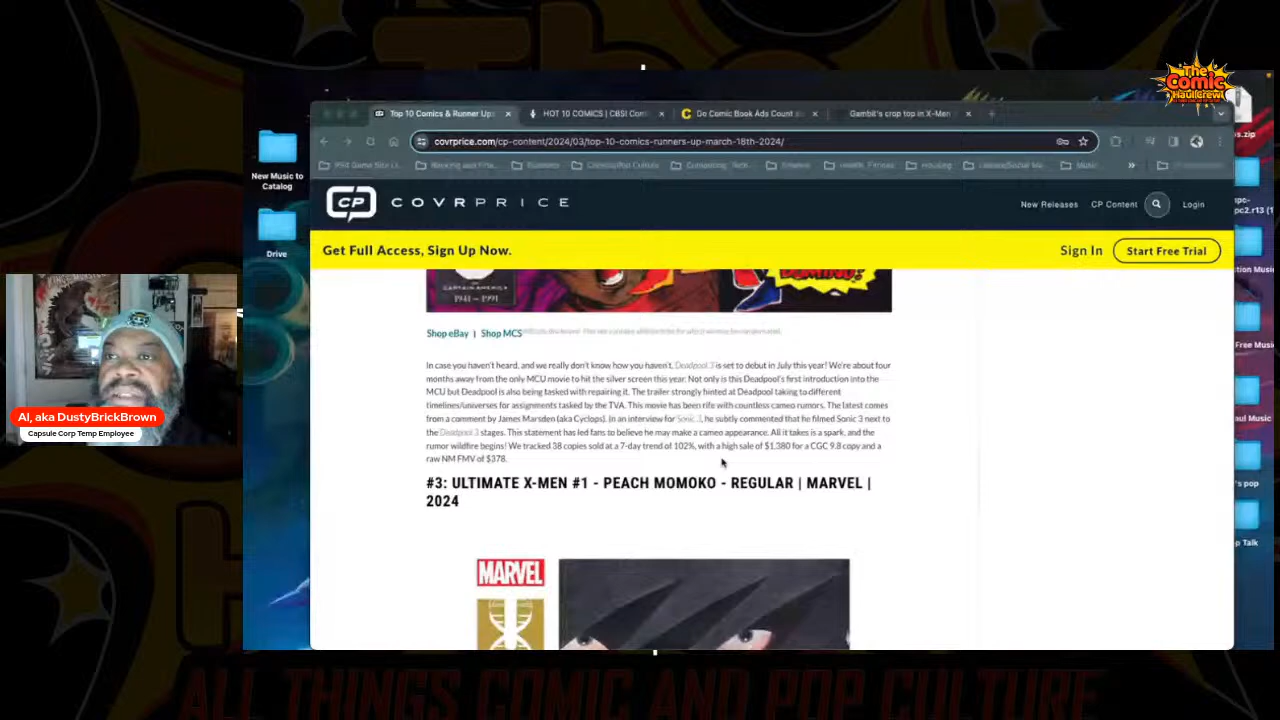 The
Comic
Haul Crew
Top 10 Comics & Runner Up
HOT 10 COMICS | CBSI Com
Do Comic Book Ads Count
Gambit's crop top in X-Men
covrprice.com/cp-content/2024/03/top-10-comics-runners-up-march-18th-2024/
Music
s.zip
New Music to
Catalog
Drive
CP COVRPRICE
New Releases CP Content Login
Get Full Access, Sign Up Now.
Sign In Start Free Trial
CAPTAIN AMERICA
1941-1991
DOMINO!
Shop eBay | Shop MCS
In case you haven't heard, and we really don't know how you haven't, Deadpool 3 is set to debut in July this year! We're about four
months away from the only MCU movie to hit the silver screen this year. Not only is this Deadpool's first introduction into the
MCU but Deadpool is also being tasked with repairing it. The trailer strongly hinted at Deadpool taking to different
timelines/universes for assignments tasked by the TVA. This movie has been rife with countless cameo rumors. The latest comes
from a comment by James Marsden (aka Cyclops). In an interview for Sonic 3, he subtly commented that he filmed Sonic 3 next to
the Deadpool 3 stages. This statement has led fans to believe he may make a cameo appearance. All it takes is a spark, and the
rumor wildfire begins! We tracked 38 copies sold at a 7-day trend of 102%, with a high sale of $1,380 for a CGC 9.8 copy and a
raw NM FMV of $378.
#3: ULTIMATE X-MEN #1 - PEACH MOMOKO - REGULAR | MARVEL |
2024
MARVEL
AI, aka DustyBrickBrown
Capsule Corp Temp Employee
Free Music
's pop
p Talk
ALL THINGS COMIC AND POP CULTURE